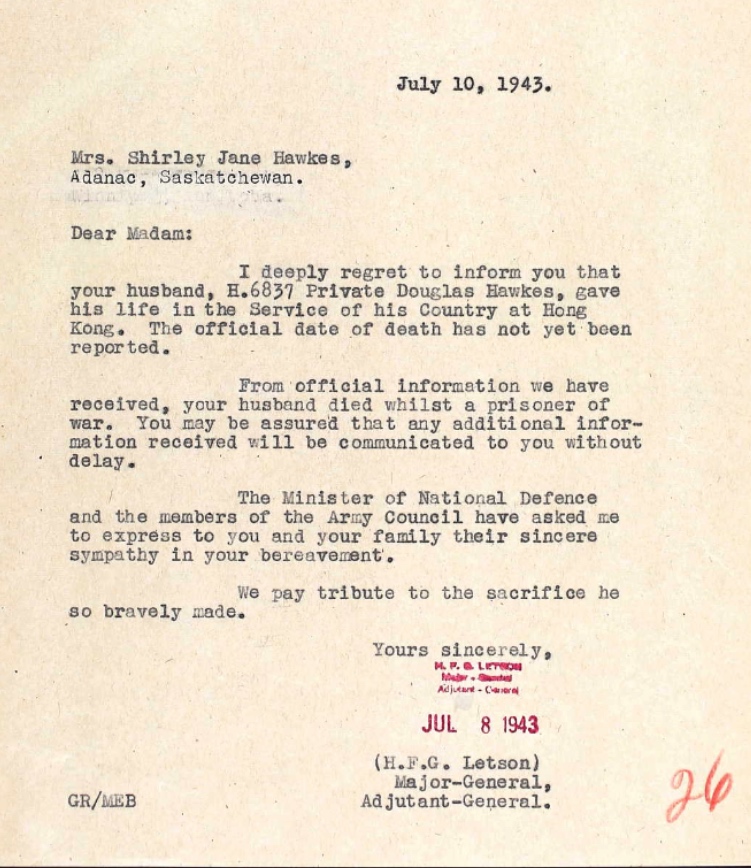 July 10, 1943.
Mrs. Shirley Jane Hawkes,
Adanac, Saskatchewan.
Dear Madam:
I deeply regret to inform you that
your husband, H.6837 Private Douglas Hawkes, gave
his life in the Service of his Country at Hong
Kong. The official date of death has not yet been
reported.
From official information we have
received, your husband died whilst a prisoner of
war. You may be assured that any additional infor-
mation received will be communicated to you without
delay.
The Minister of National Defence
and the members of the Army Council have asked me
to express to you and your family their sincere
sympathy in your bereavement.
We pay tribute to the sacrifice he
so bravely made.
Yours sincerely,
H. F. G. LETSON
Major - General
Adjutant - General
JUL 8 1943
(H.F.G. Letson)
Major-General,
GR/MEB Adjutant-General.
26